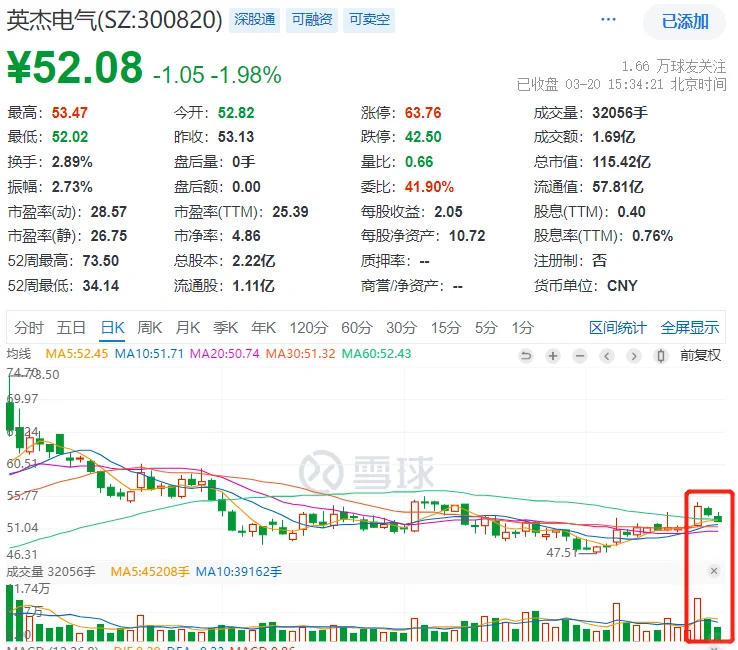 英杰电气(SZ:300820) 深股通 可融资 可卖空 ... 已添加
¥52.08 -1.05 -1.98%
1.66 万球友关注
已收盘 03-20 15:34:21 北京时间
最高: 53.47 今开: 52.82 涨停: 63.76 成交量: 32056手
最低: 52.02 昨收: 53.13 跌停: 42.50 成交额: 1.69亿
换手: 2.89% 盘后量: 0手 量比: 0.66 总市值: 115.42亿
振幅: 2.73% 盘后额: 0.00 委比: 41.90% 流通值: 57.81亿
市盈率(动): 28.57 市盈率(TTM): 25.39 每股收益: 2.05 股息(TTM): 0.40
市盈率(静): 26.75 市净率: 4.86 每股净资产: 10.72 股息率(TTM): 0.76%
52周最高: 73.50 总股本: 2.22亿 质押率: -- 注册制: 否
52周最低: 34.14 流通股: 1.11亿 商誉/净资产: -- 货币单位: CNY
分时 五日 日K 周K 月K 季K 年K 120分 60分 30分 15分 5分 1分 区间统计 全屏显示
均线 MA5:52.45 MA10:51.71 MA20:50.74 MA30:51.32 MA60:52.43 前复权
74.70 73.50
69.97
60.51
雪球
55.77
51.04
47.51
46.31
成交量 32056手 MA5:45208手 MA10:39162手